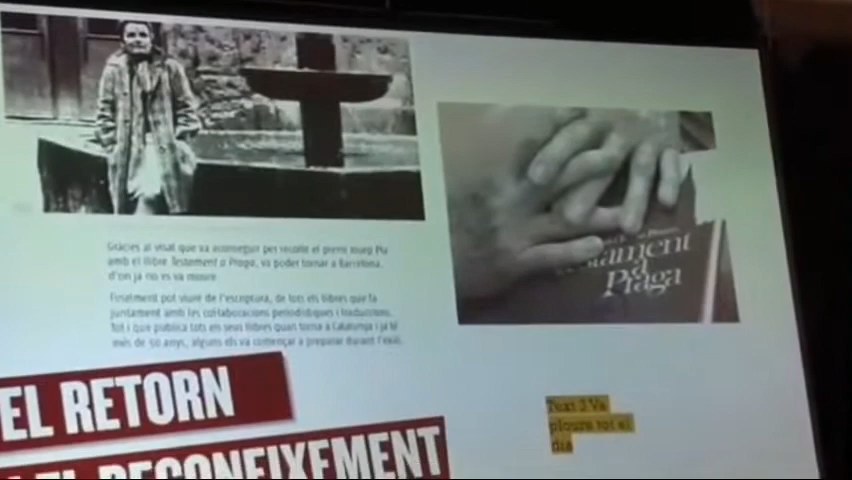 Gràcies al visat que va aconseguir per recollir el premi Josep Pla
amb el llibre Testament a Praga, va poder tornar a Barcelona,
d'on ja no es va moure.
Finalment pot viure de l'escriptura, de tots els llibres que fa
juntament amb les col·laboracions periodístiques i traduccions.
Tot i que publica tots els seus llibres quan torna a Catalunya i ja té
més de 50 anys, alguns els va començar a preparar durant l'exili.
tament
a
Praga
EL RETORN
RECONEIXEMENT
Text 3 Va
ploure tot el
dia